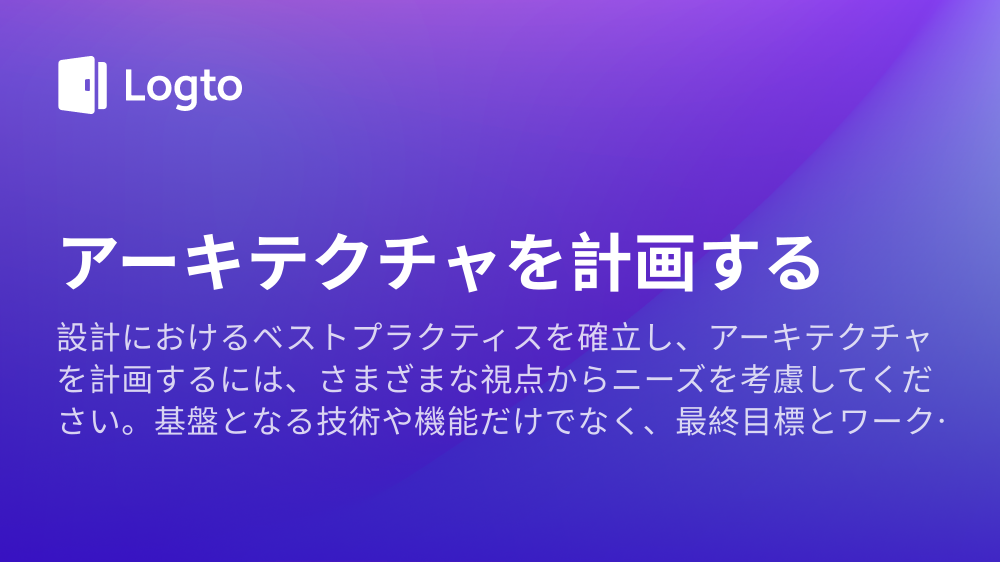 Logto
アーキテクチャを計画する
設計におけるベストプラクティスを確立し、アーキテクチャ
を計画するには、さまざまな視点からニーズを考慮してくだ
さい。基盤となる技術や機能だけでなく、最終目標とワーク·